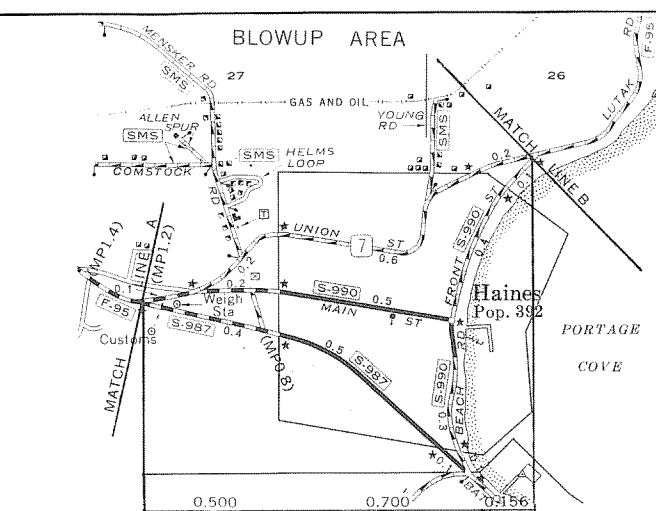 BLOWUP AREA
MENSKER RD
SMS
27
26
LUTAK RD
F-95
GAS AND OIL
YOUNG RD
SMS
MATCH LINE B
ALLEN SPUR
SMS
SMS
HELMS LOOP
COMSTOCK RD
T
0.2
0.1
UNION ST
7
0.6
FRONT ST
S-990
0.4
MATCH LINE A
(MP1.4)
(MP1.2)
0.2
0.1
0.2
F-95
Weigh Sta
S-990
0.5
MAIN ST
Haines
Pop. 392
PORTAGE COVE
Customs
S-987
0.4
(MP0.8)
0.5
S-987
S-990
BEACH RD
0.3
0.1
0.500
0.700
0.156